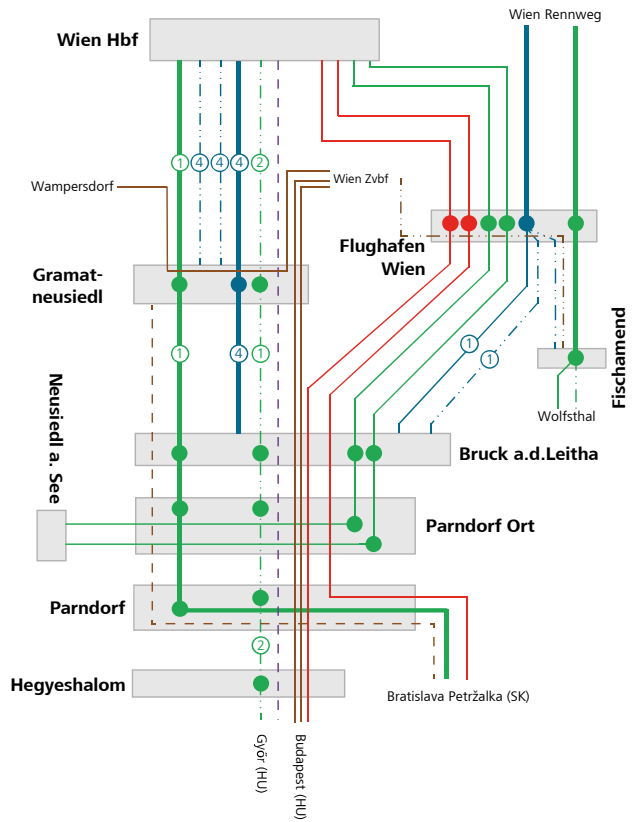 Wien Rennweg
Wien Hbf
1
4
4
4
2
Wampersdorf
Wien Zvbf
Flughafen
Wien
Gramat-
neusiedl
1
4
1
1
1
Fischamend
Wolfsthal
Neusiedl a. See
Bruck a.d.Leitha
Parndorf Ort
Parndorf
2
Hegyeshalom
Bratislava Petržalka (SK)
Győr (HU)
Budapest (HU)